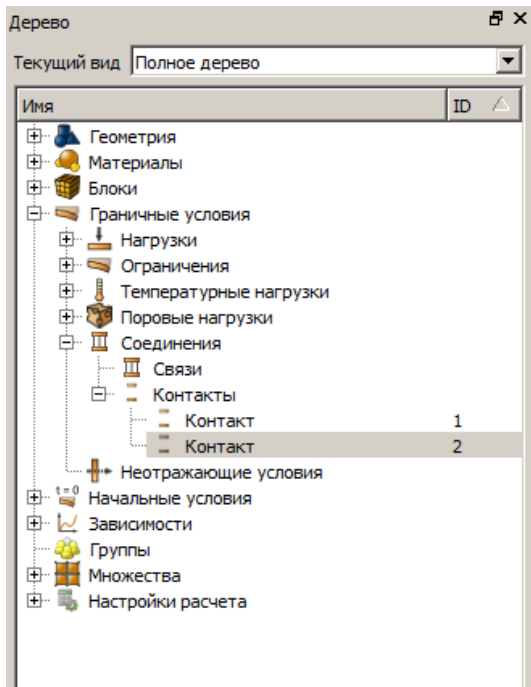 Дерево
Текущий вид Полное дерево
Имя ID
Геометрия
Материалы
Блоки
Граничные условия
Нагрузки
Ограничения
Температурные нагрузки
Поровые нагрузки
Соединения
Связи
Контакты
Контакт 1
Контакт 2
Неотражающие условия
t=0 Начальные условия
Зависимости
Группы
Множества
Настройки расчета